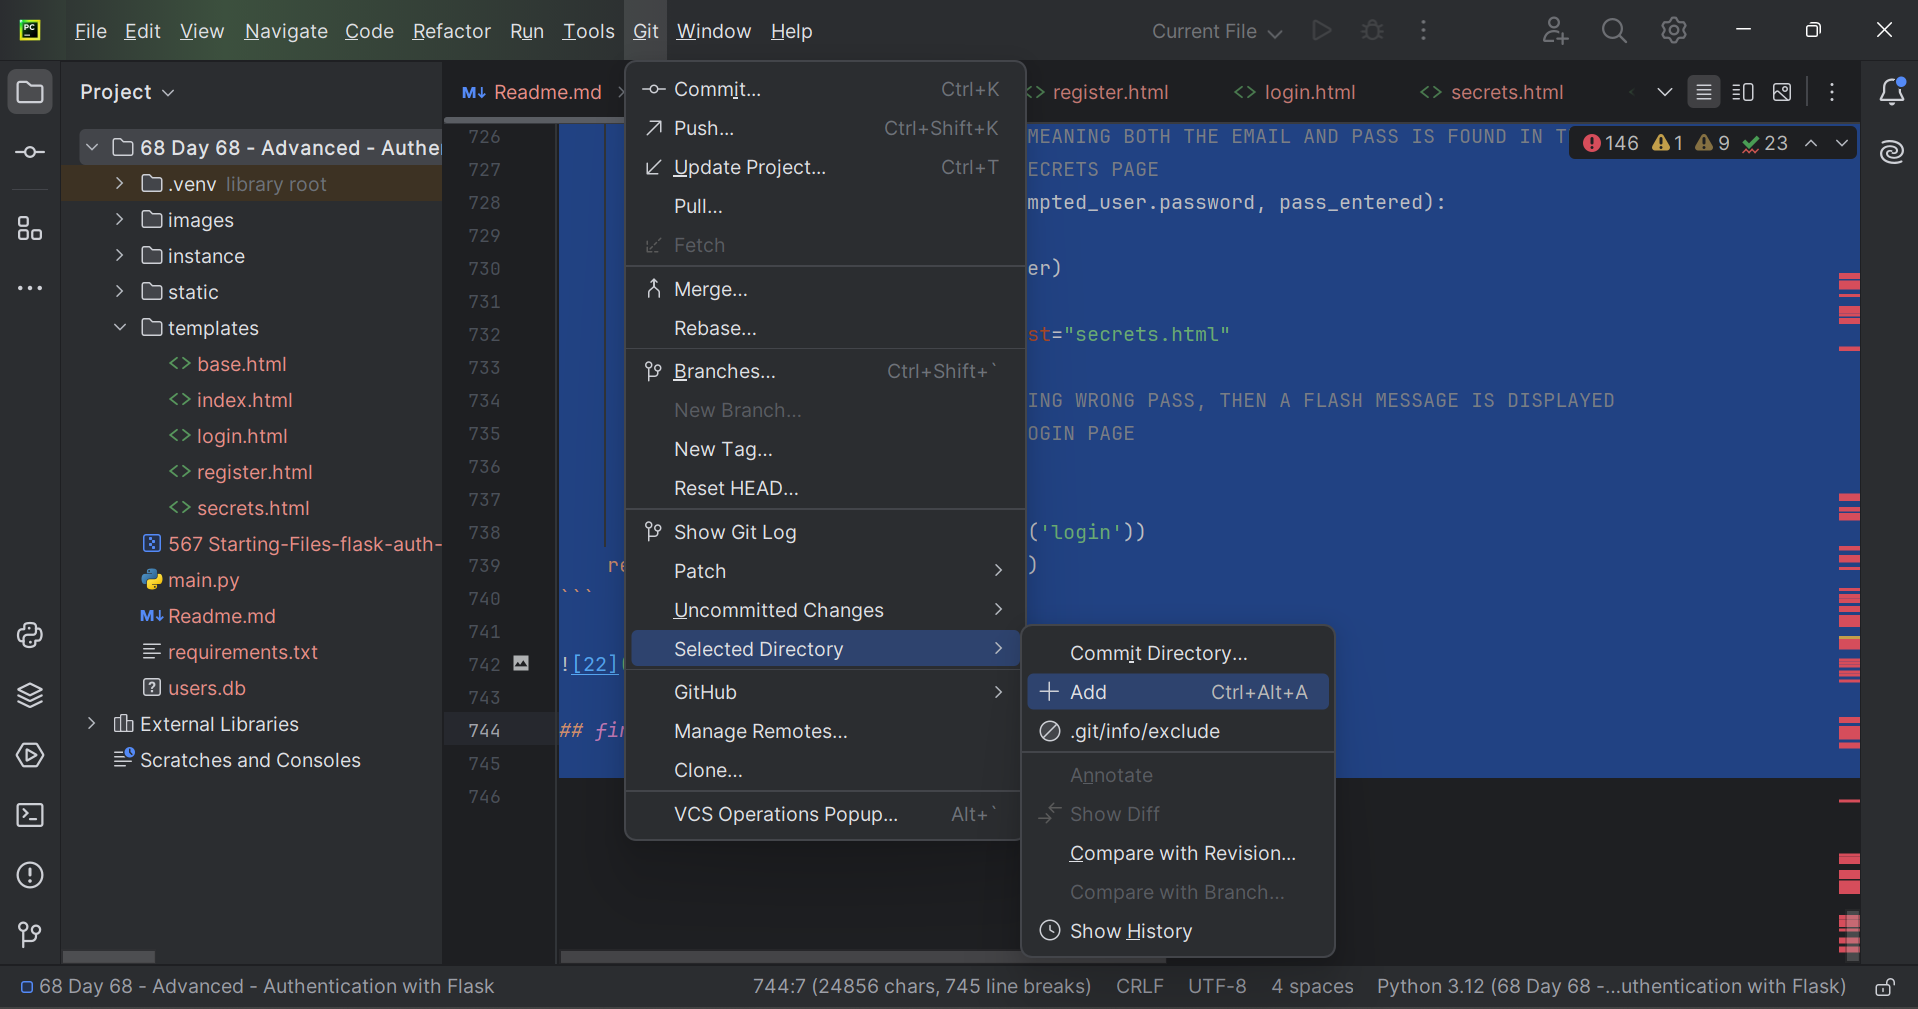 PC
File Edit View Navigate Code Refactor Run Tools Git Window Help
Current File
Project
68 Day 68 - Advanced - Authe
.venv library root
images
instance
static
templates
base.html
index.html
login.html
register.html
secrets.html
567 Starting-Files-flask-auth-
main.py
Readme.md
requirements.txt
users.db
External Libraries
Scratches and Consoles
Readme.md
register.html
login.html
secrets.html
146 1 9 23
726 MEANING BOTH THE EMAIL AND PASS IS FOUND IN T
727 ECRETS PAGE
728 mpted_user.password, pass_entered):
729
730 er)
731
732 st="secrets.html"
733
734 ING WRONG PASS, THEN A FLASH MESSAGE IS DISPLAYED
735 OGIN PAGE
736
737
738 ('login'))
739 re )
740 ```
741
742 ![22](
743
744 ## fin
745
746
Commit... Ctrl+K
Push... Ctrl+Shift+K
Update Project... Ctrl+T
Pull...
Fetch
Merge...
Rebase...
Branches... Ctrl+Shift+`
New Branch...
New Tag...
Reset HEAD...
Show Git Log
Patch
Uncommitted Changes
Selected Directory
GitHub
Manage Remotes...
Clone...
VCS Operations Popup... Alt+`
Commit Directory...
Add Ctrl+Alt+A
.git/info/exclude
Annotate
Show Diff
Compare with Revision...
Compare with Branch...
Show History
68 Day 68 - Advanced - Authentication with Flask
744:7 (24856 chars, 745 line breaks) CRLF UTF-8 4 spaces Python 3.12 (68 Day 68 -...uthentication with Flask)